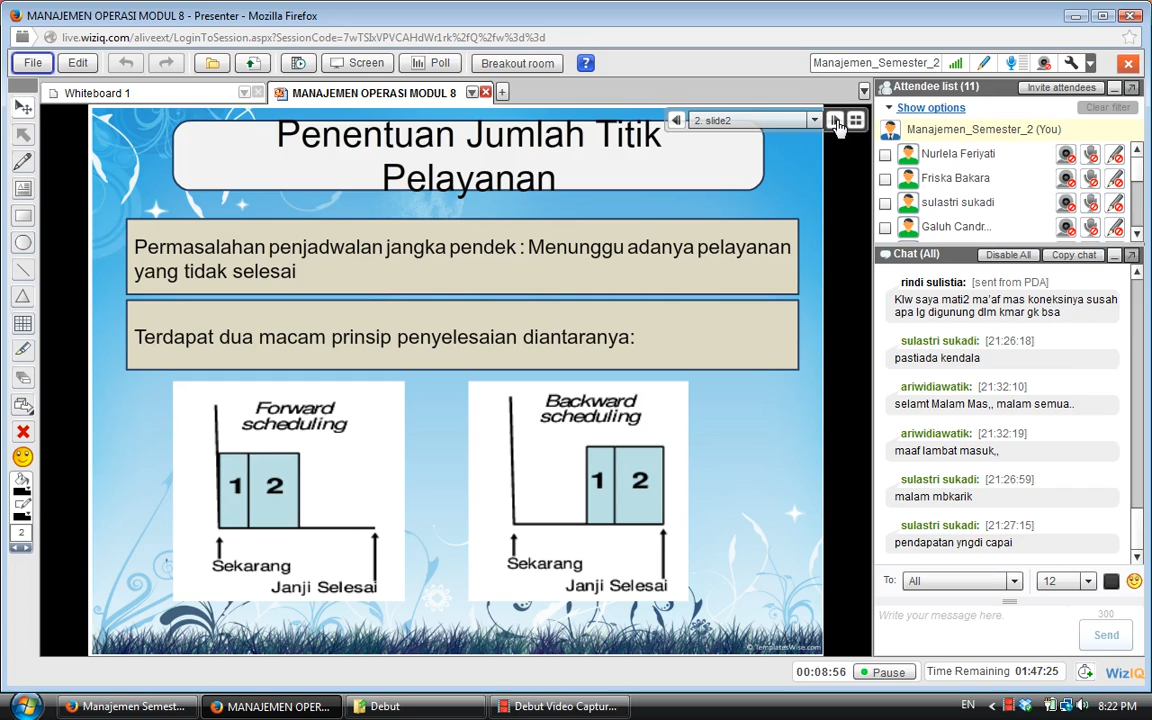 MANAJEMEN OPERASI MODUL 8 - Presenter - Mozilla Firefox
live.wiziq.com/aliveext/LoginToSession.aspx?SessionCode=7wTSIxVPVCAHdWr1rk%2fQ%2fw%3d%3d
File
Edit
Screen
Poll
Breakout room
?
Manajemen_Semester_2
Whiteboard 1
MANAJEMEN OPERASI MODUL 8
2. slide2
Penentuan Jumlah Titik
Pelayanan
Permasalahan penjadwalan jangka pendek : Menunggu adanya pelayanan
yang tidak selesai
Terdapat dua macam prinsip penyelesaian diantaranya:
Forward
scheduling
1 2
Sekarang
Janji Selesai
Backward
scheduling
1 2
Sekarang
Janji Selesai
© TemplatesWise.com
Attendee list (11)
Invite attendees
Show options
Clear filter
Manajemen_Semester_2 (You)
Nurlela Feriyati
Friska Bakara
sulastri sukadi
Galuh Candr...
Chat (All)
Disable All
Copy chat
rindi sulistia: [sent from PDA]
Klw saya mati2 ma'af mas koneksinya susah
apa lg digunung dlm kmar gk bsa
sulastri sukadi: [21:26:18]
pastiada kendala
ariwidiawatik: [21:32:10]
selamt Malam Mas,, malam semua..
ariwidiawatik: [21:32:19]
maaf lambat masuk,,
sulastri sukadi: [21:26:59]
malam mbkarik
sulastri sukadi: [21:27:15]
pendapatan yngdi capai
To:
All
12
Write your message here.
300
Send
2
00:08:56
Pause
Time Remaining 01:47:25
WizIQ
Manajemen Semest...
MANAJEMEN OPER...
Debut
Debut Video Captur...
EN
8:22 PM